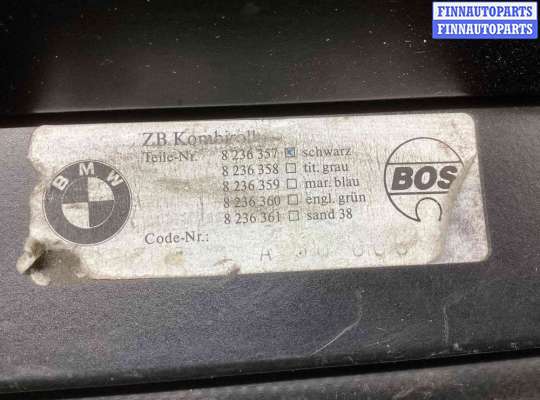 FINNAUTOPARTS
FINNAUTOPARTS
ZB Kombiroll
Teile-Nr. 8 236 357 schwarz
8 236 358 tit. grau
8 236 359 mar. blau
8 236 360 engl. grün
8 236 361 sand 38
Code-Nr.:
BMW
BOS